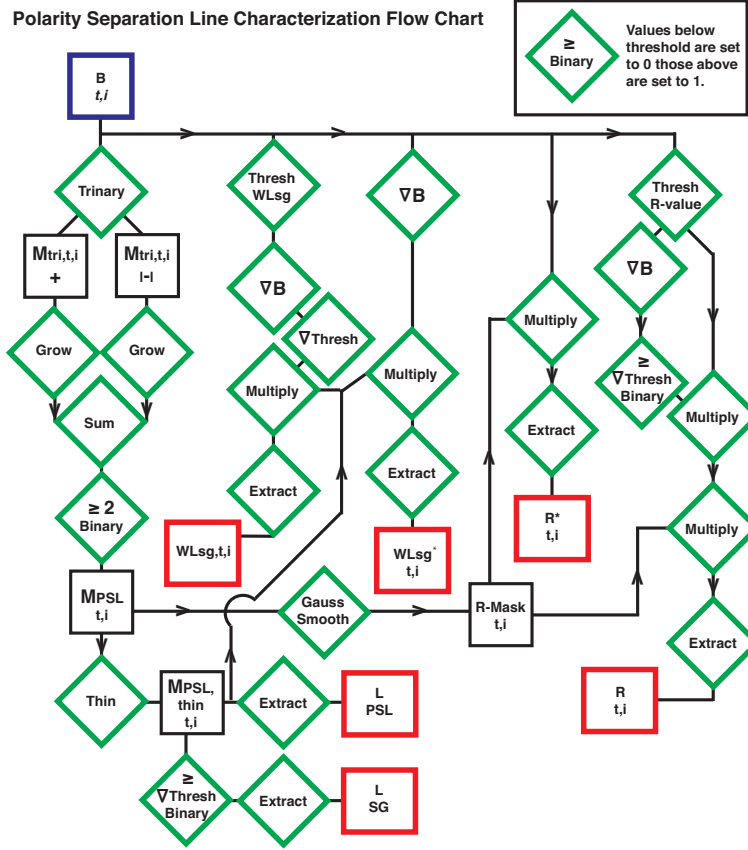 Polarity Separation Line Characterization Flow Chart
≥
Binary
Values below
threshold are set
to 0 those above
are set to 1.
B
t,i
Trinary
Thresh
WLsg
∇B
Thresh
R-value
Mtri,t,i
+
Mtri,t,i
|-|
∇B
∇B
Grow
Grow
∇Thresh
Multiply
Multiply
Multiply
≥
∇Thresh
Binary
Multiply
Sum
Extract
Extract
Extract
≥ 2
Binary
WLsg,t,i
WLsg*
t,i
R*
t,i
Multiply
MPSL
t,i
Gauss
Smooth
R-Mask
t,i
Extract
Thin
MPSL,
thin
t,i
Extract
L
PSL
R
t,i
≥
∇Thresh
Binary
Extract
L
SG